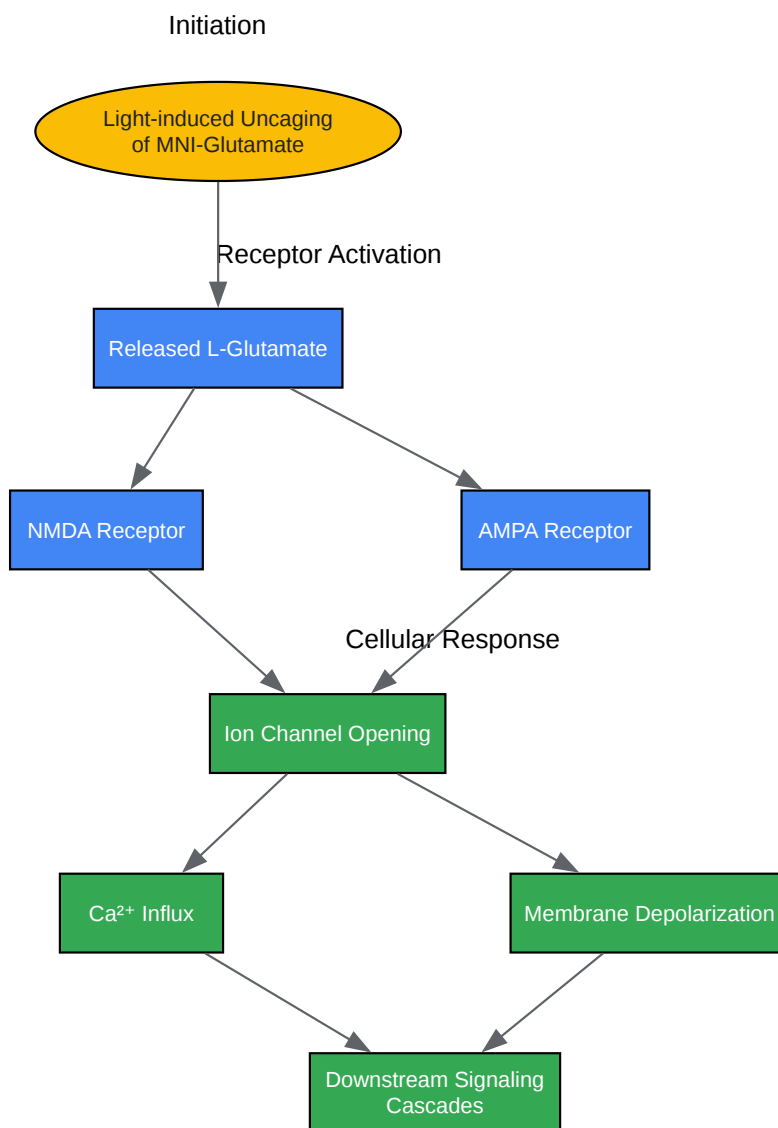 Initiation
Light-induced Uncaging
of MNI-Glutamate
Receptor Activation
Released L-Glutamate
NMDA Receptor
AMPA Receptor
Cellular Response
Ion Channel Opening
Ca²⁺ Influx
Membrane Depolarization
Downstream Signaling
Cascades